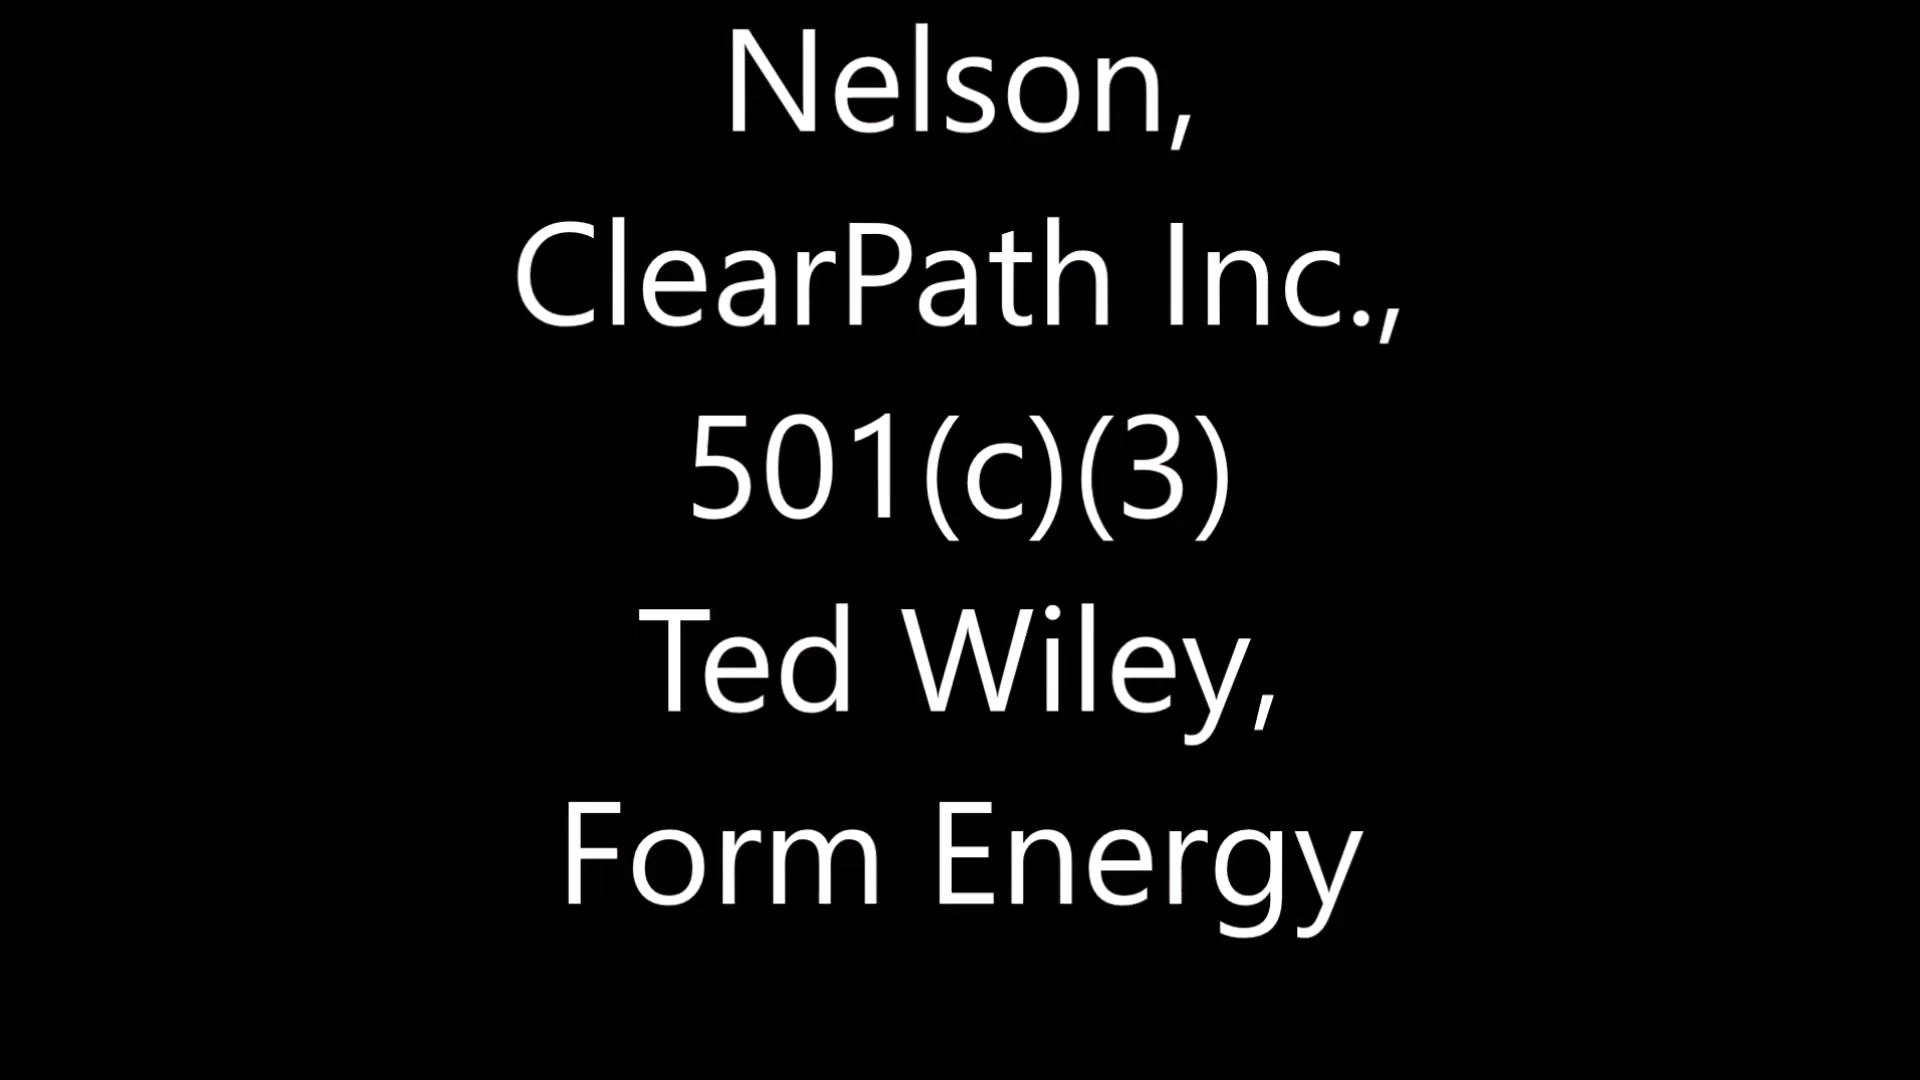 Nelson,
ClearPath Inc.,
501(c)(3)
Ted Wiley,
Form Energy